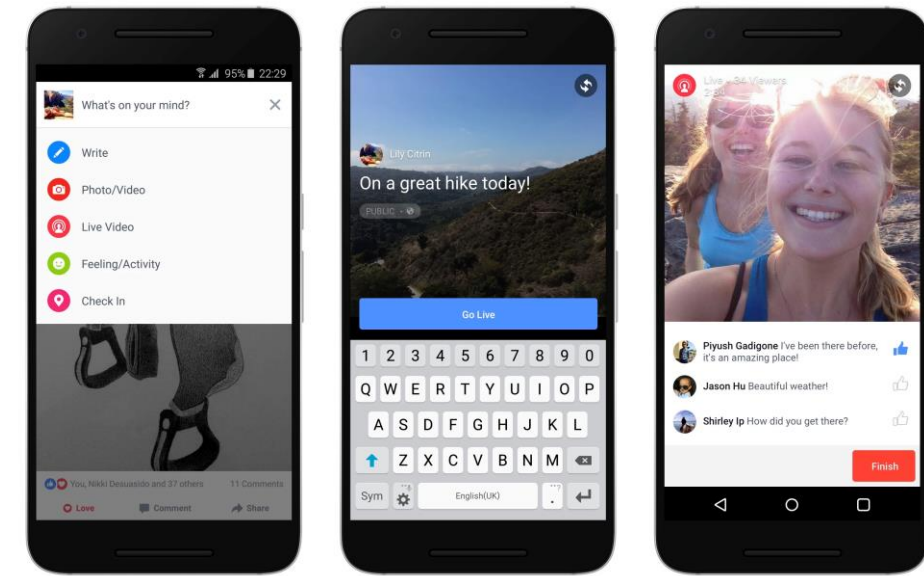 95% 22:29
What's on your mind?
Write
Photo/Video
Live Video
Feeling/Activity
Check In
You, Nikki Desuasido and 37 others 11 Comments
Love Comment Share
Lily Citrin
On a great hike today!
PUBLIC
Go Live
1 2 3 4 5 6 7 8 9 0
Q W E R T Y U I O P
A S D F G H J K L
Z X C V B N M
Sym English(UK) .
Live
Viewers
Piyush Gadigone I've been there before,
it's an amazing place!
Jason Hu Beautiful weather!
Shirley Ip How did you get there?
Finish